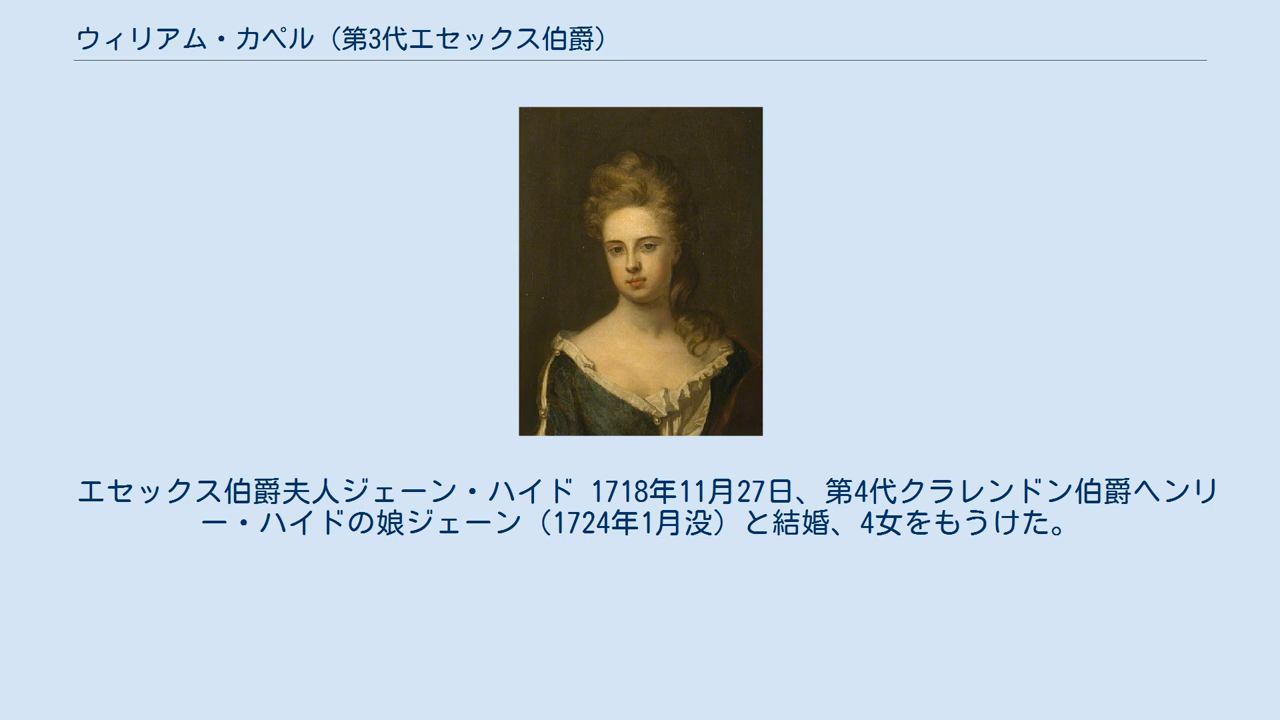 ウィリアム・カペル（第3代エセックス伯爵）
エセックス伯爵夫人ジェーン・ハイド 1718年11月27日、第4代クラレンドン伯爵ヘンリ
ー・ハイドの娘ジェーン（1724年1月没）と結婚、4女をもうけた。